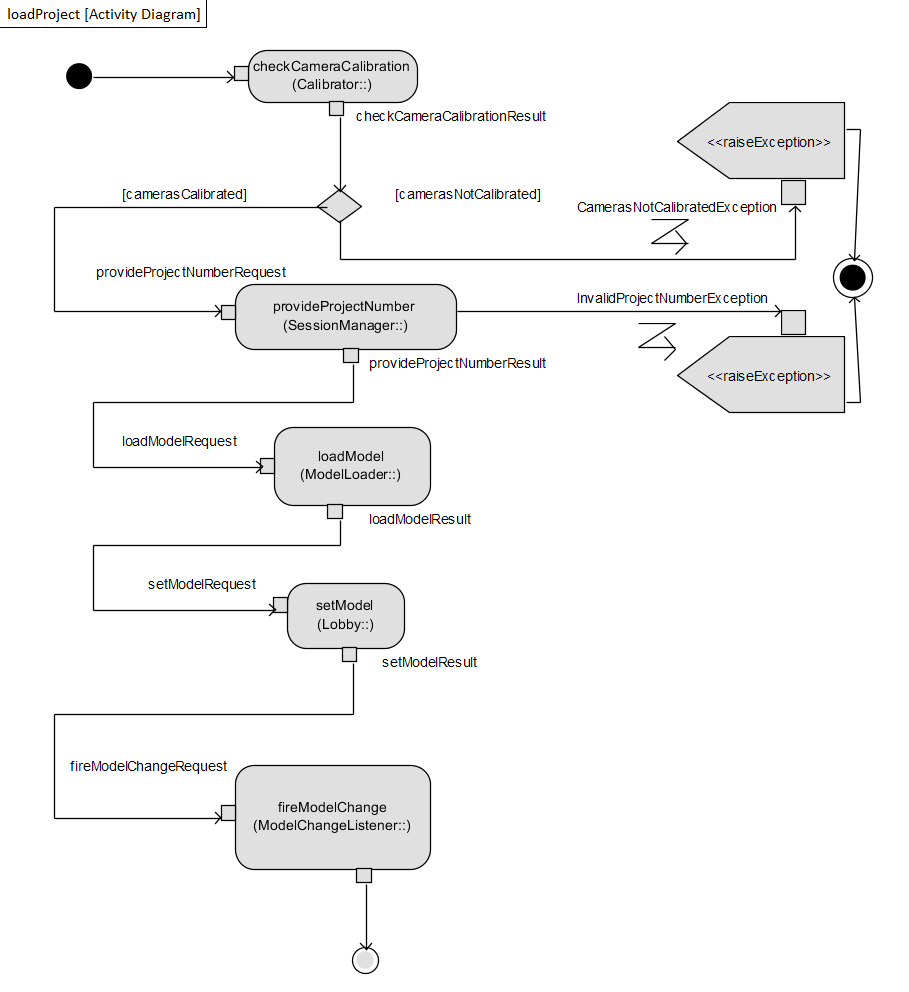 loadProject [Activity Diagram]
checkCameraCalibration
(Calibrator::)
checkCameraCalibrationResult
<<raiseException>>
[camerasCalibrated]
[camerasNotCalibrated]
CamerasNotCalibratedException
provideProjectNumberRequest
provideProjectNumber
(SessionManager::)
InvalidProjectNumberException
provideProjectNumberResult
<<raiseException>>
loadModelRequest
loadModel
(ModelLoader::)
loadModelResult
setModelRequest
setModel
(Lobby::)
setModelResult
fireModelChangeRequest
fireModelChange
(ModelChangeListener::)